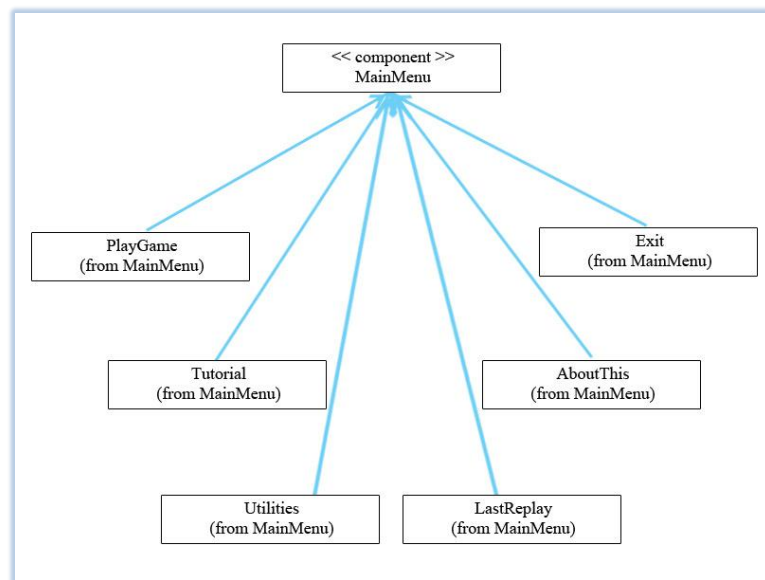 << component >>
MainMenu
PlayGame
(from MainMenu)
Exit
(from MainMenu)
Tutorial
(from MainMenu)
AboutThis
(from MainMenu)
Utilities
(from MainMenu)
LastReplay
(from MainMenu)